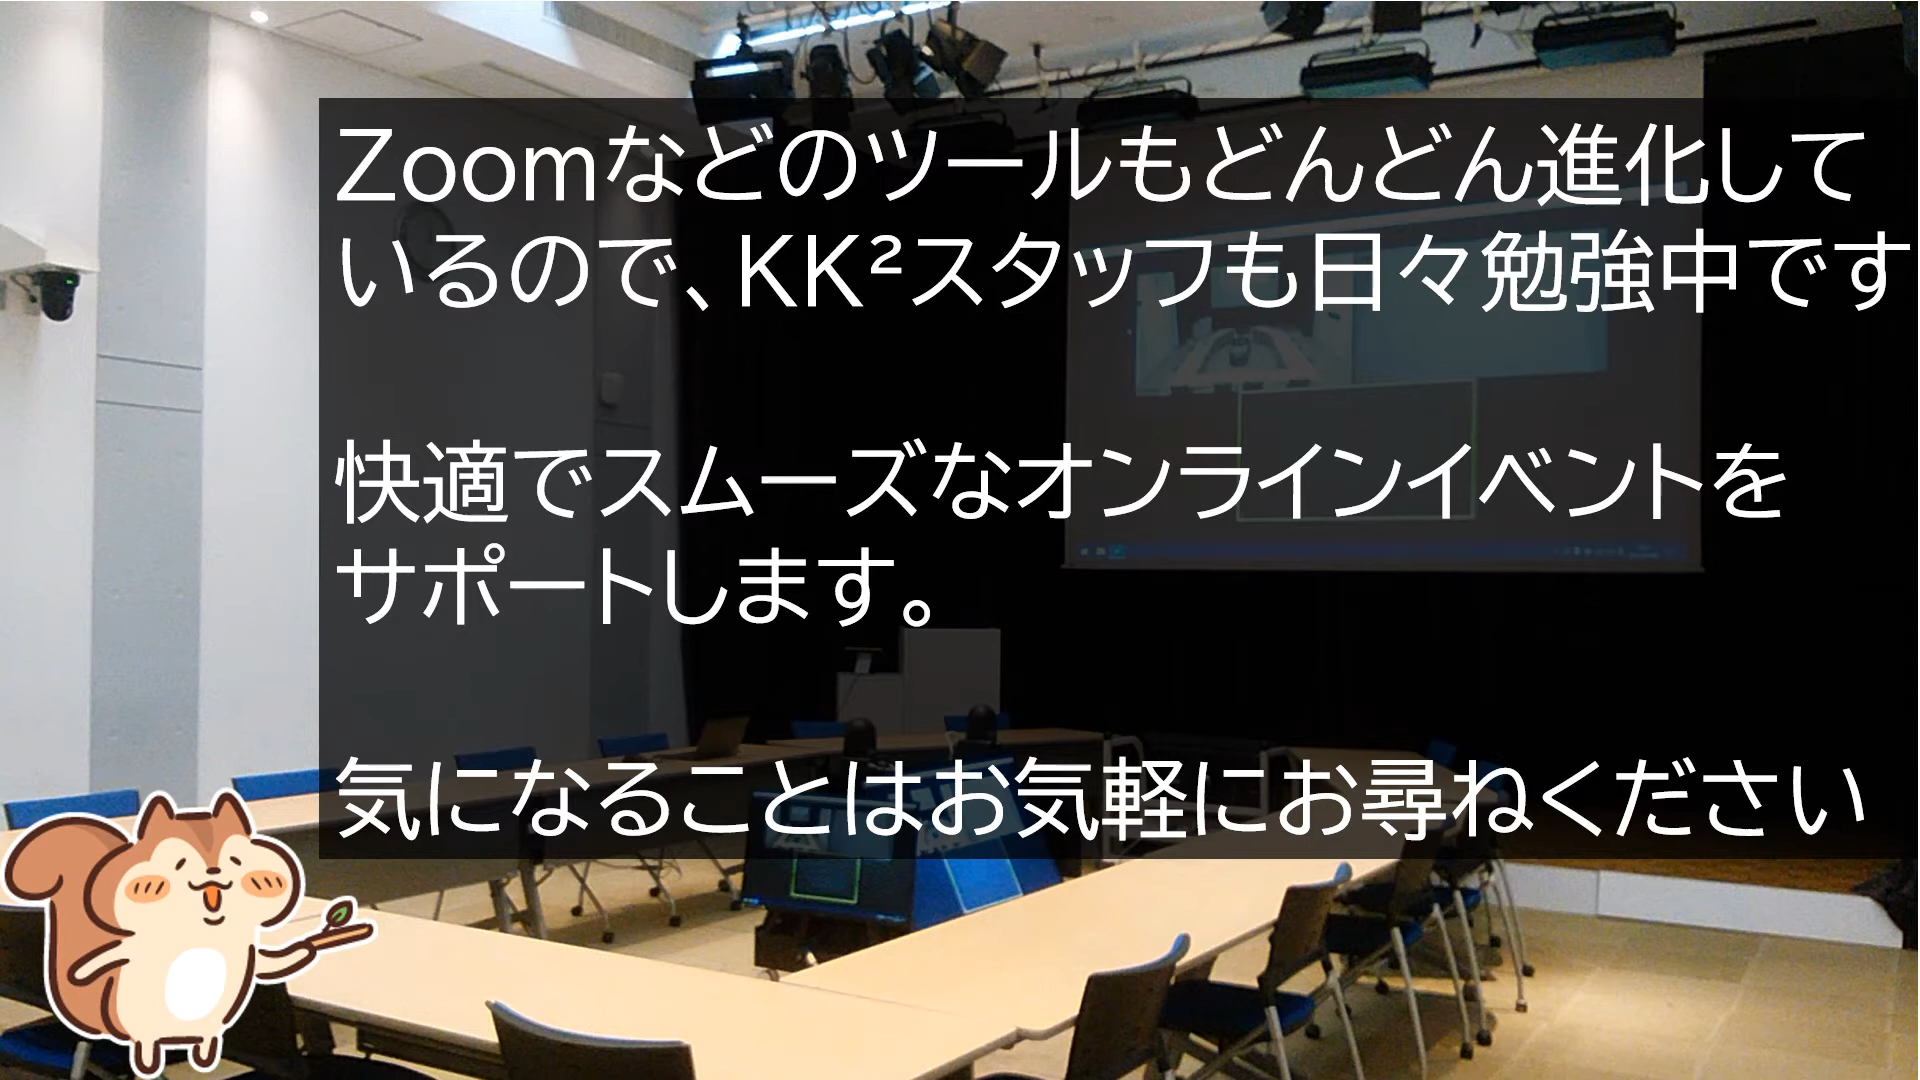 Zoomなどのツールもどんどん進化して
いるので、KK²スタッフも日々勉強中です
快適でスムーズなオンラインイベントを
サポートします。
気になることはお気軽にお尋ねください